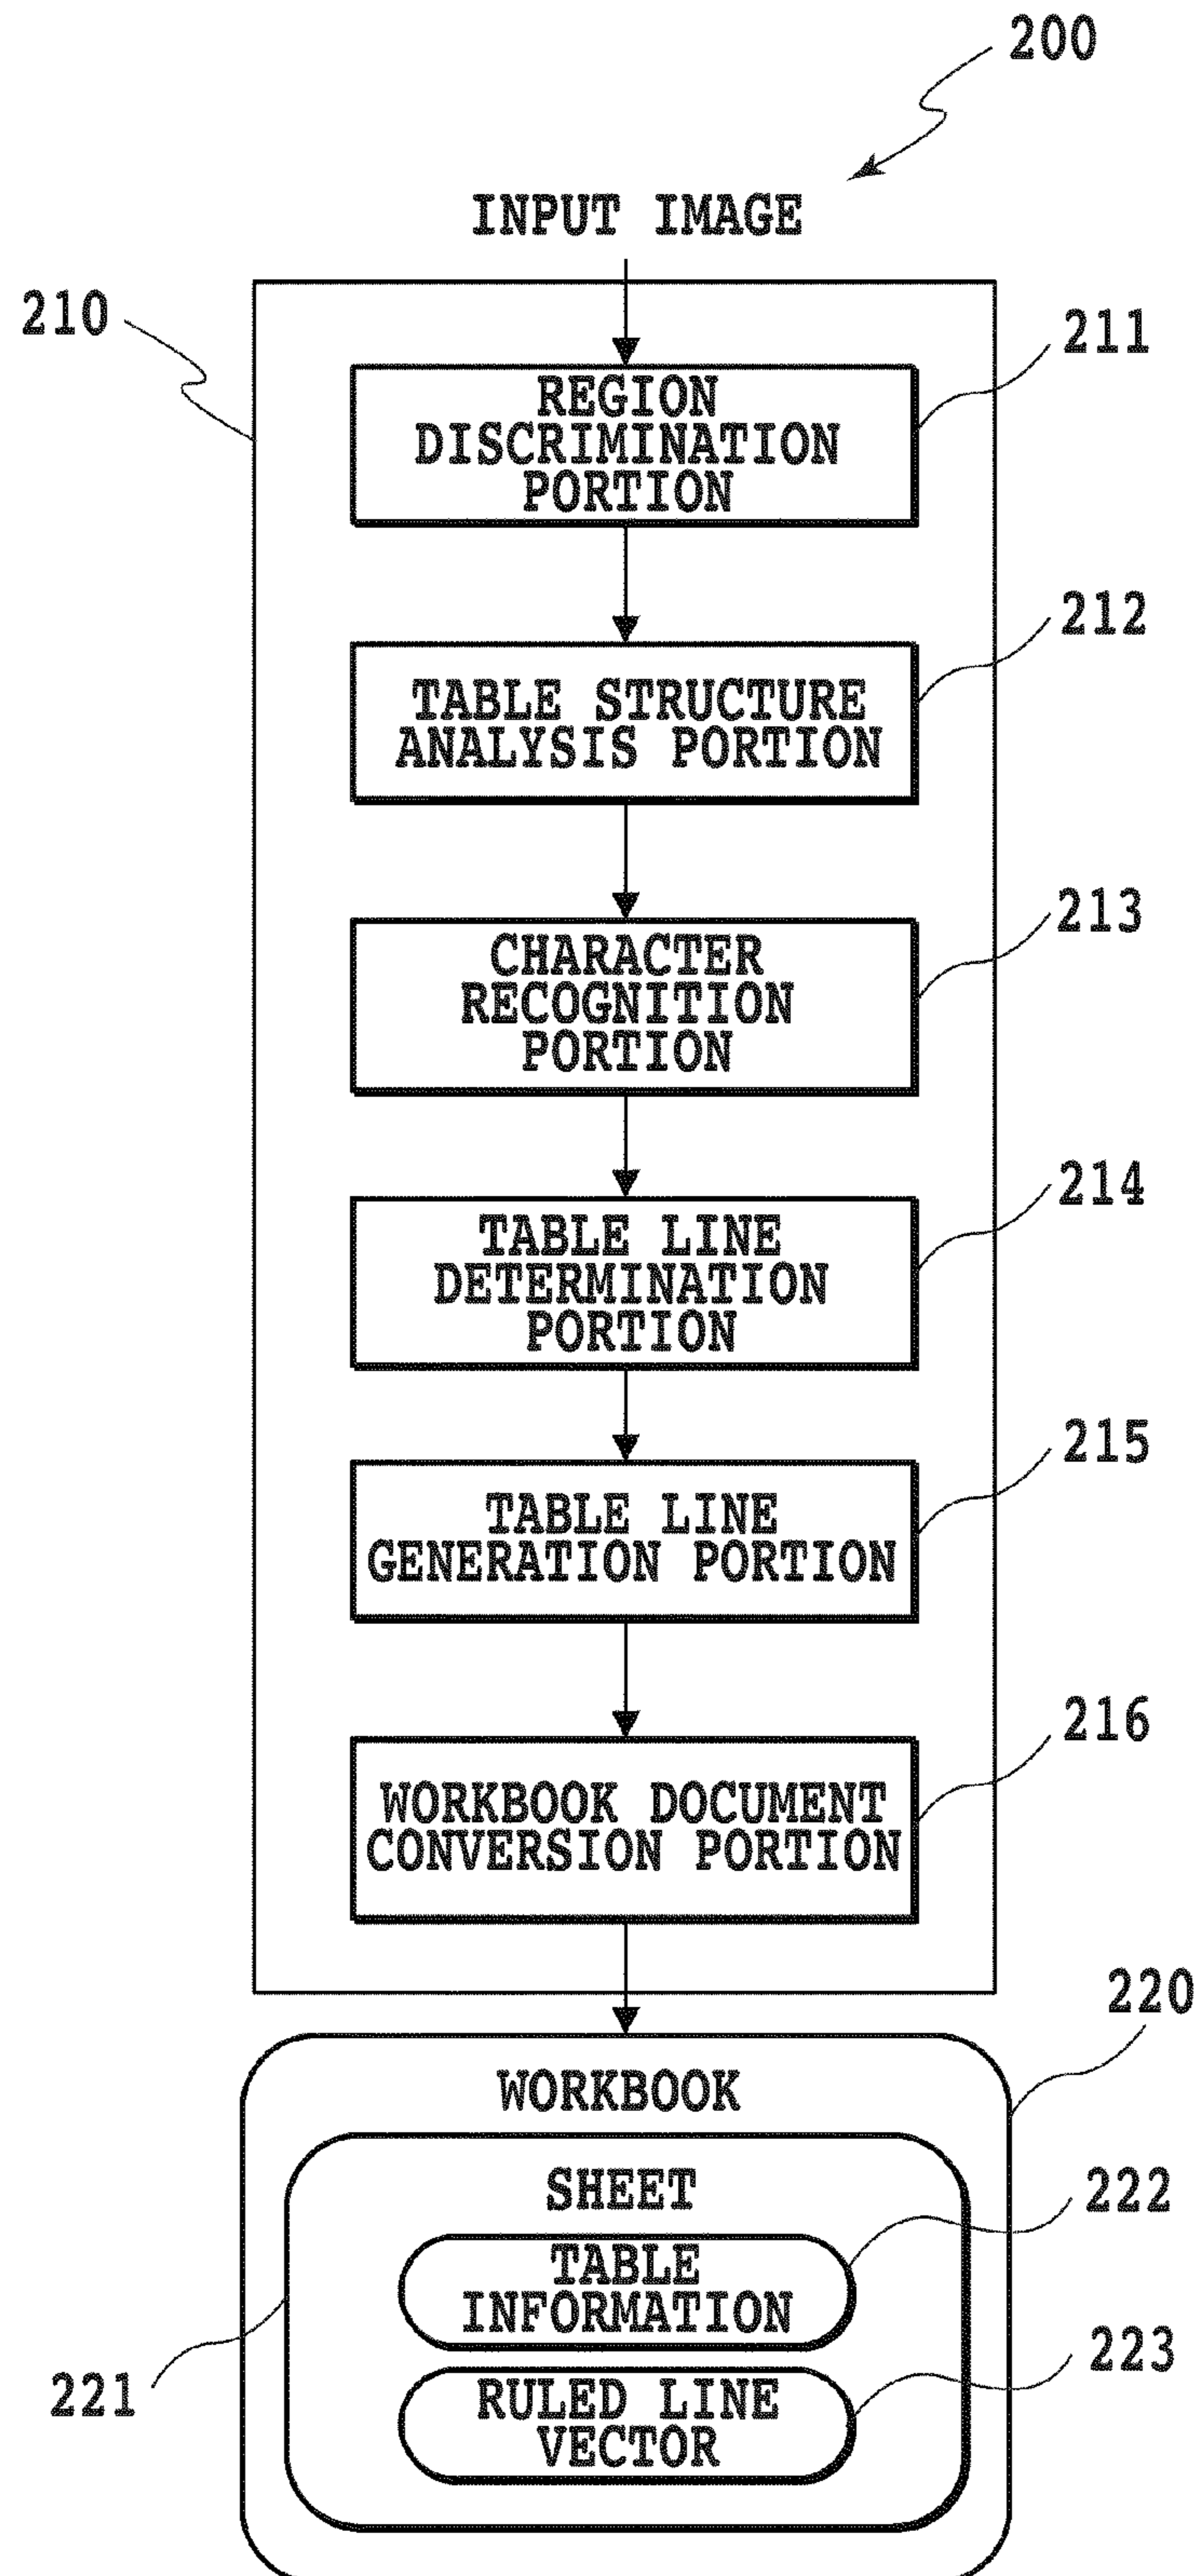 200
INPUT IMAGE
210
211
REGION
DISCRIMINATION
PORTION
212
TABLE STRUCTURE
ANALYSIS PORTION
213
CHARACTER
RECOGNITION
PORTION
214
TABLE LINE
DETERMINATION
PORTION
215
TABLE LINE
GENERATION PORTION
216
WORKBOOK DOCUMENT
CONVERSION PORTION
220
WORKBOOK
SHEET
222
TABLE
INFORMATION
223
221
RULED LINE
VECTOR